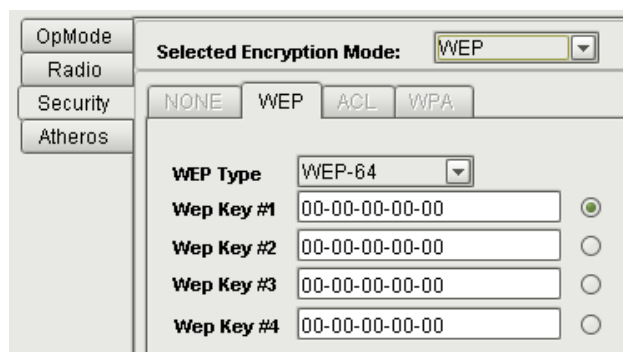 OpMode
Radio
Security
Atheros
Selected Encryption Mode: WEP
NONE WEP ACL WPA
WEP Type WEP-64
Wep Key #1 00-00-00-00-00
Wep Key #2 00-00-00-00-00
Wep Key #3 00-00-00-00-00
Wep Key #4 00-00-00-00-00